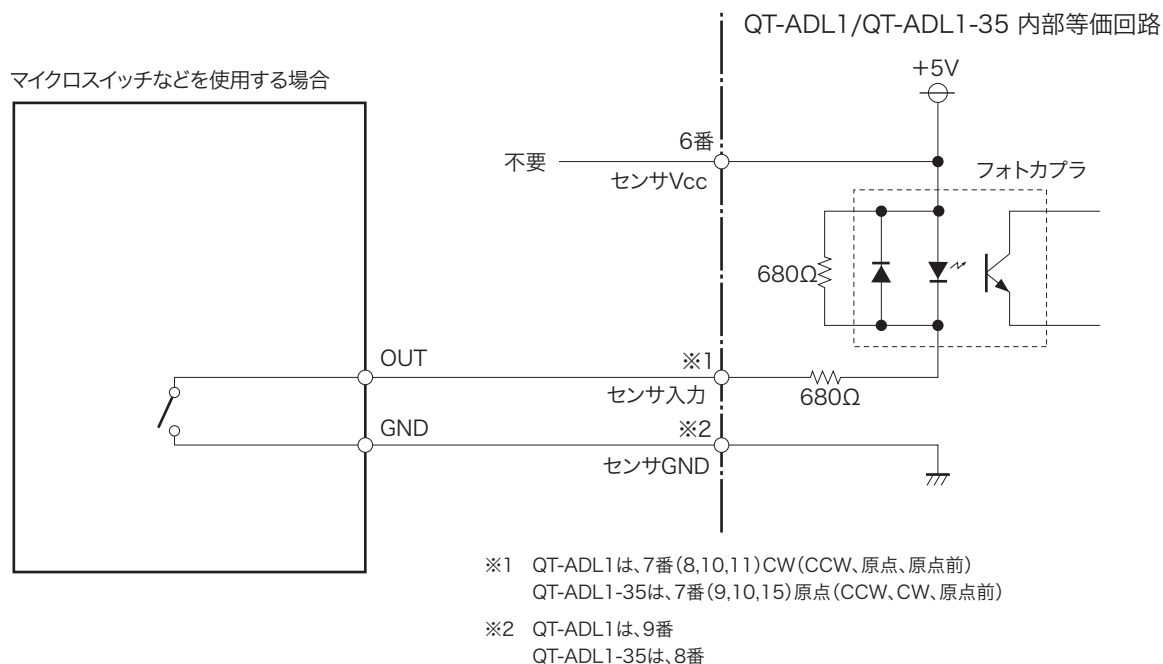 QT-ADL1/QT-ADL1-35 内部等価回路
マイクロスイッチなどを使用する場合
+5V
6番
不要
センサVcc
フォトカプラ
680Ω
OUT
※1
センサ入力
680Ω
GND
※2
センサGND
※1 QT-ADL1は、7番(8,10,11)CW(CCW、原点、原点前)
QT-ADL1-35は、7番(9,10,15)原点(CCW、CW、原点前)
※2 QT-ADL1は、9番
QT-ADL1-35は、8番